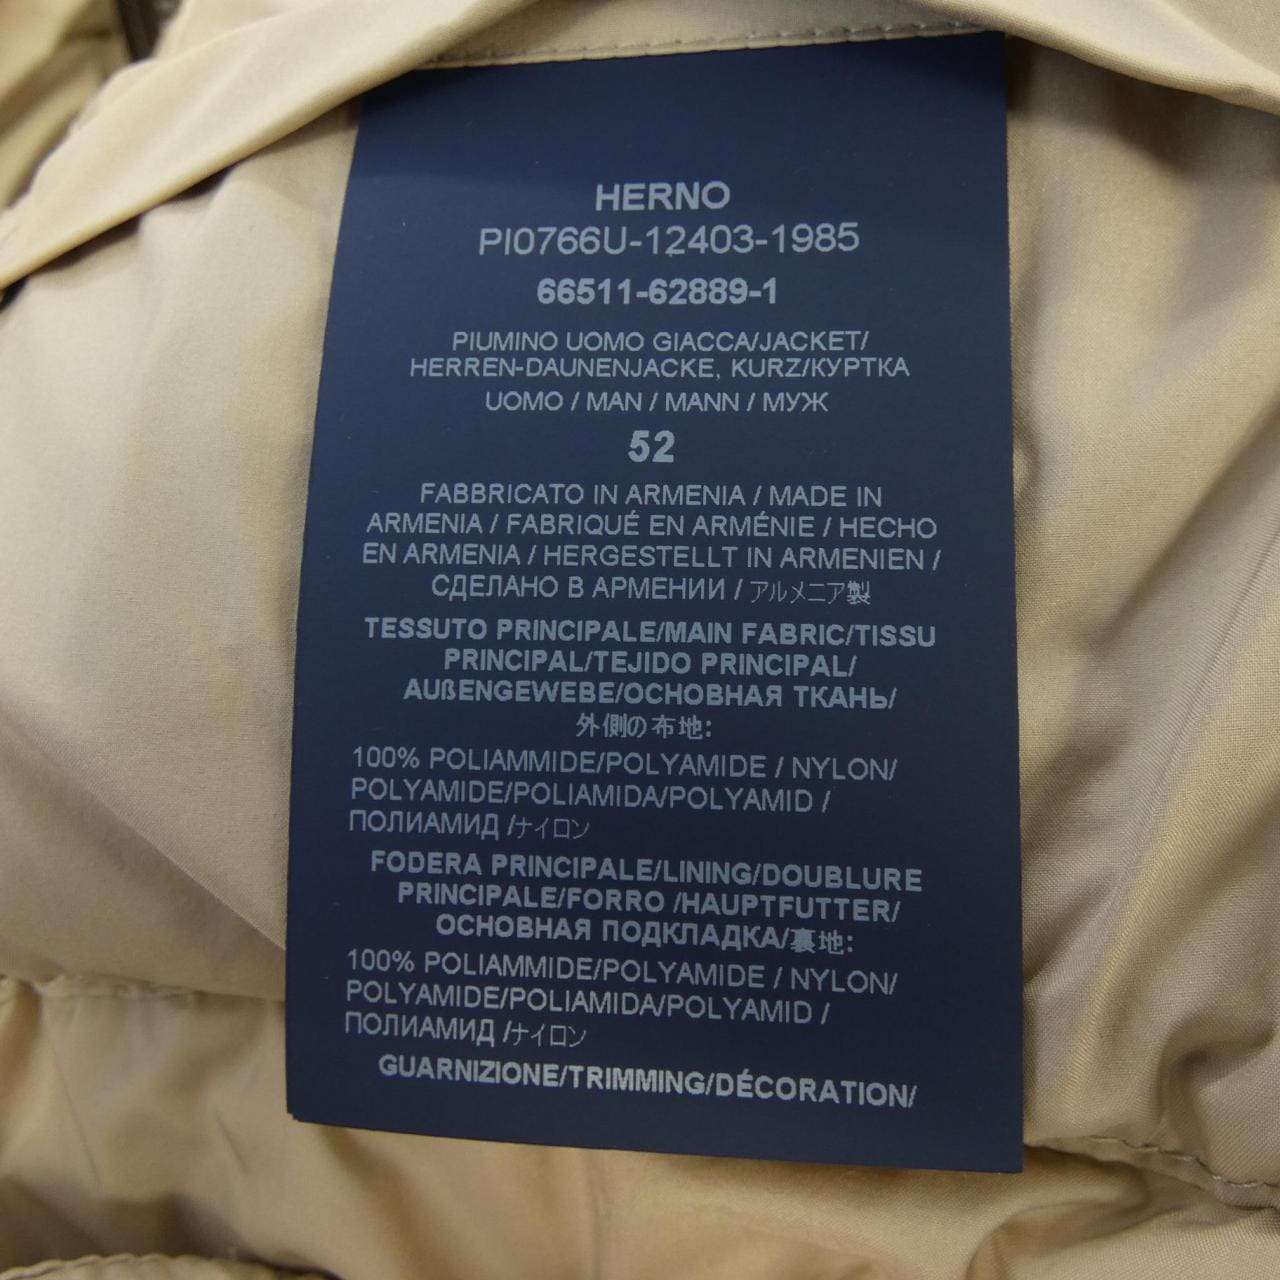 HERNO
PI0766U-12403-1985
66511-62889-1
PIUMINO UOMO GIACCA/JACKET/
HERREN-DAUNENJACKE, KURZ/КУРТКА
UOMO / MAN / MANN / МУЖ
52
FABBRICATO IN ARMENIA / MADE IN
ARMENIA / FABRIQUÉ EN ARMÉNIE / HECHO
EN ARMENIA / HERGESTELLT IN ARMENIEN /
СДЕЛАНО В АРМЕНИИ / アルメニア製
TESSUTO PRINCIPALE/MAIN FABRIC/TISSU
PRINCIPAL/TEJIDO PRINCIPAL/
AUßENGEWEBE/ОСНОВНАЯ ТКАНЬ/
外側の布地:
100% POLIAMMIDE/POLYAMIDE / NYLON/
POLYAMIDE/POLIAMIDA/POLYAMID /
ПОЛИАМИД /ナイロン
FODERA PRINCIPALE/LINING/DOUBLURE
PRINCIPALE/FORRO /HAUPTFUTTER/
ОСНОВНАЯ ПОДКЛАДКА/裏地:
100% POLIAMMIDE/POLYAMIDE / NYLON/
POLYAMIDE/POLIAMIDA/POLYAMID /
ПОЛИАМИД /ナイロン
GUARNIZIONE/TRIMMING/DÉCORATION/